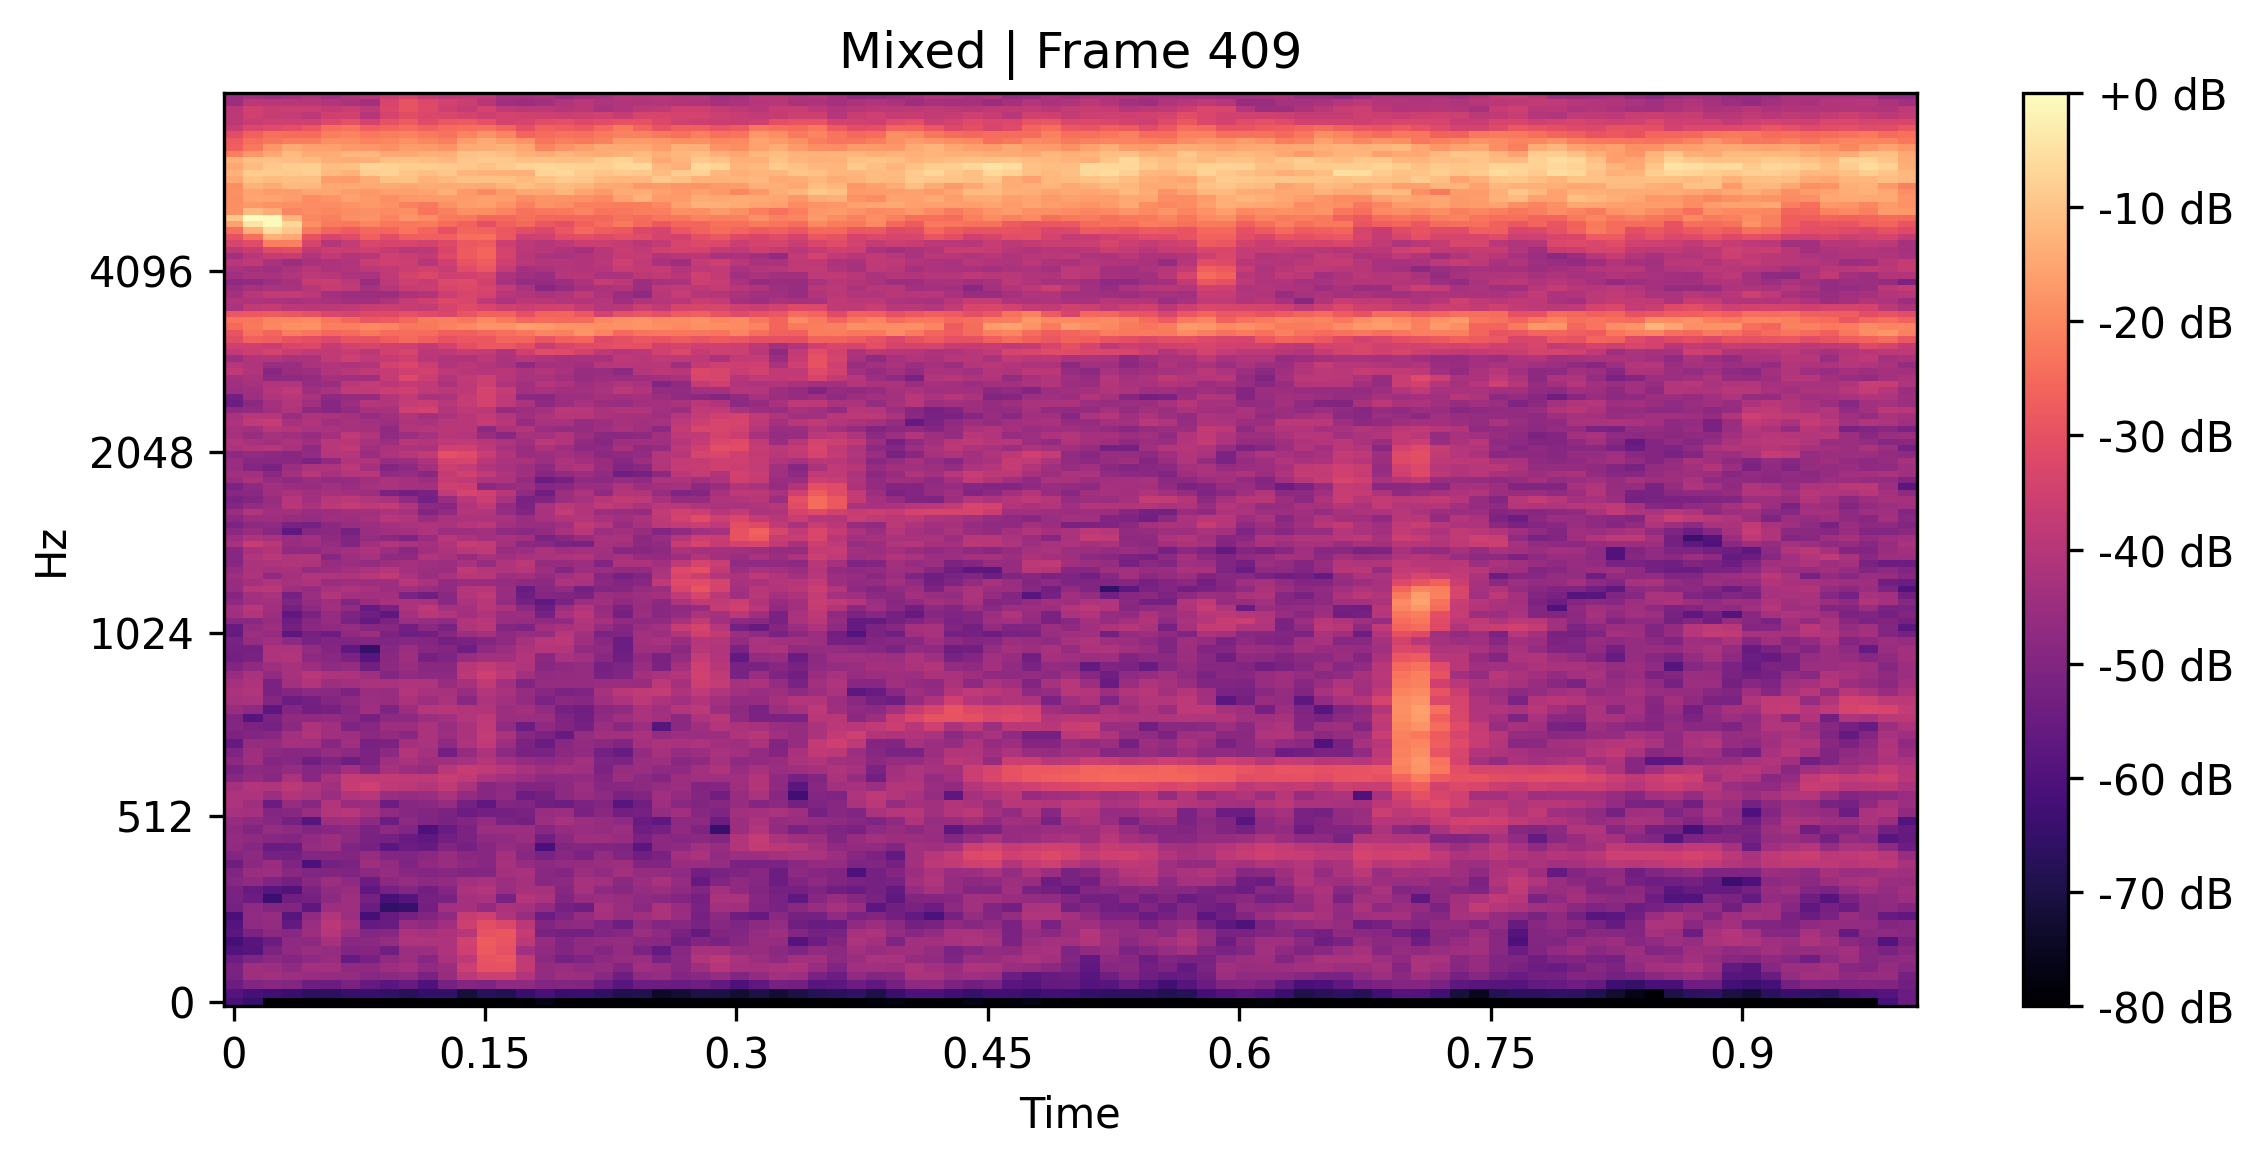 Mixed | Frame 409
+0 dB
-10 dB
-20 dB
-30 dB
-40 dB
-50 dB
-60 dB
-70 dB
-80 dB
Hz
4096
2048
1024
512
0
0 0.15 0.3 0.45 0.6 0.75 0.9
Time